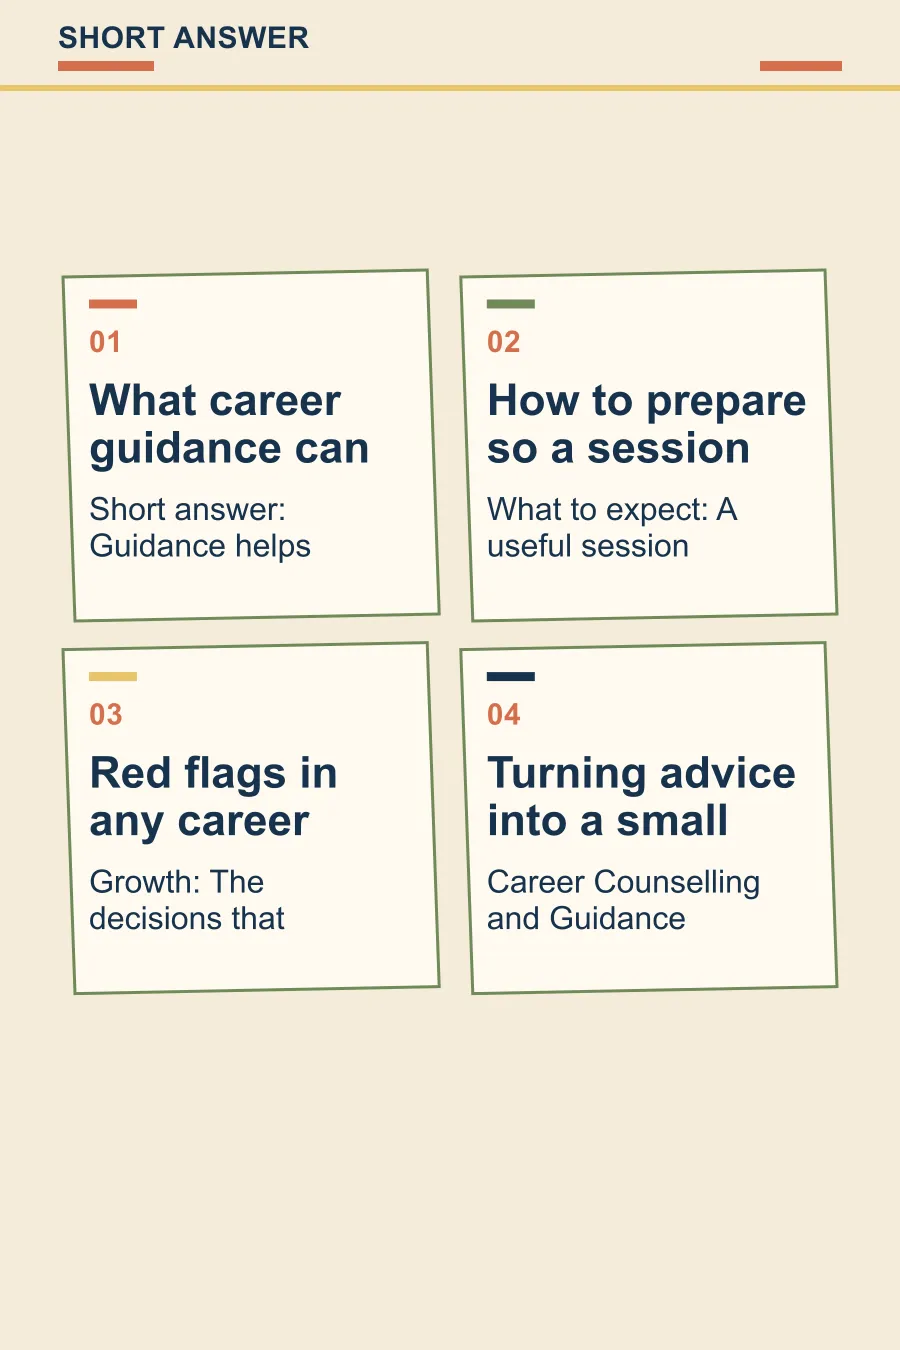 SHORT ANSWER
01
What career
guidance can
Short answer:
Guidance helps
02
How to prepare
so a session
What to expect: A
useful session
03
Red flags in
any career
Growth: The
decisions that
04
Turning advice
into a small
Career Counselling
and Guidance